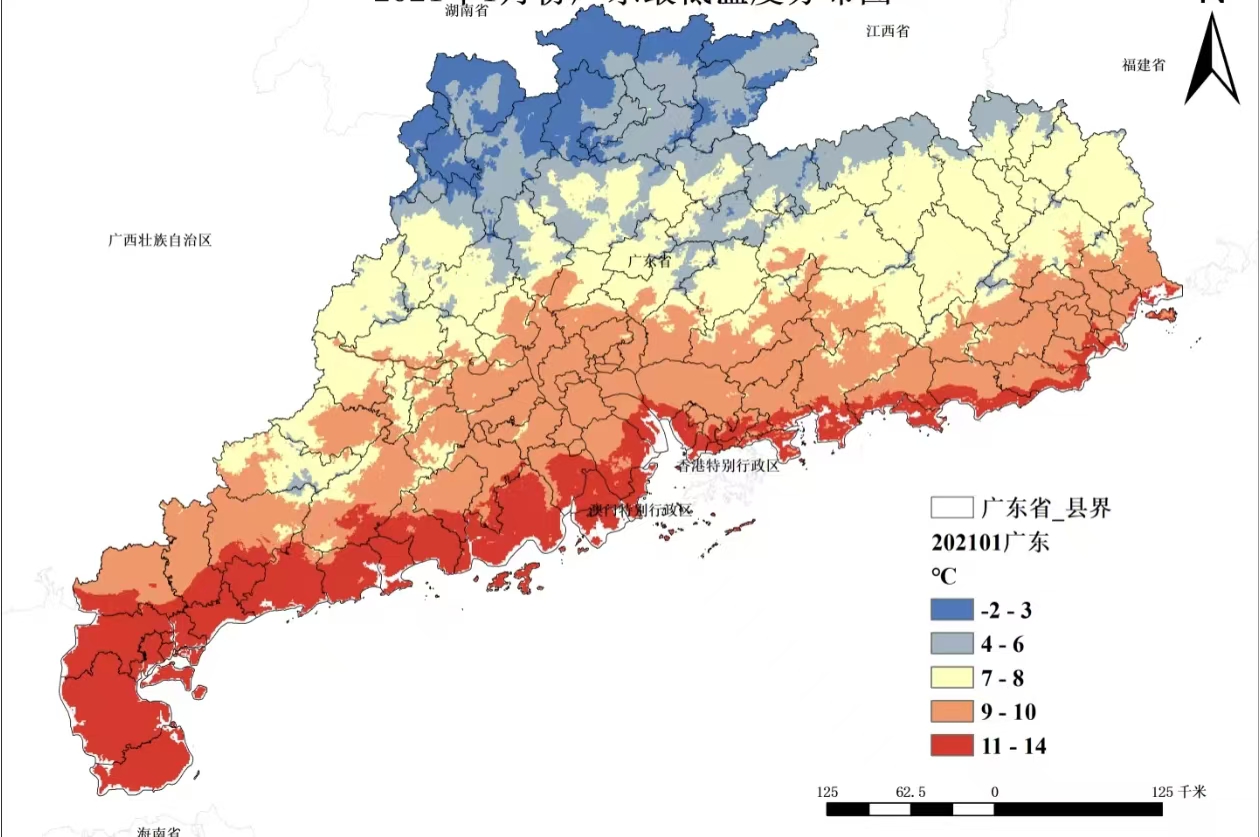 湖南省
江西省
福建省
广西壮族自治区
广东省
香港特别行政区
澳门特别行政区
广东省_县界
202101广东
℃
-2 - 3
4 - 6
7 - 8
9 - 10
11 - 14
125 62.5 0 125 千米
海南省